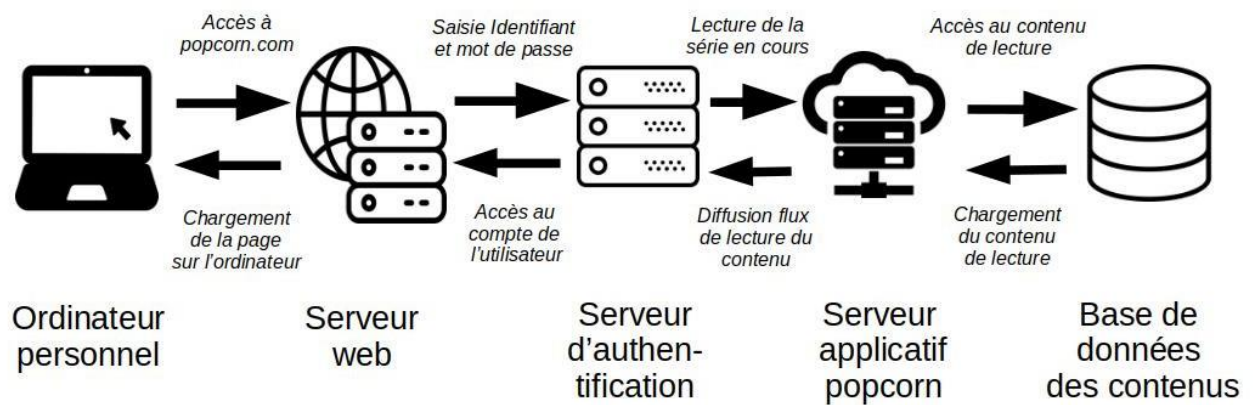 Accès à
popcorn.com
Saisie Identifiant
et mot de passe
Lecture de la
série en cours
Accès au contenu
de lecture
Chargement
de la page
sur l'ordinateur
Accès au
compte de
l'utilisateur
Diffusion flux
de lecture du
contenu
Chargement
du contenu
de lecture
Ordinateur
personnel
Serveur
web
Serveur
d'authen-
tification
Serveur
applicatif
popcorn
Base de
données
des contenus